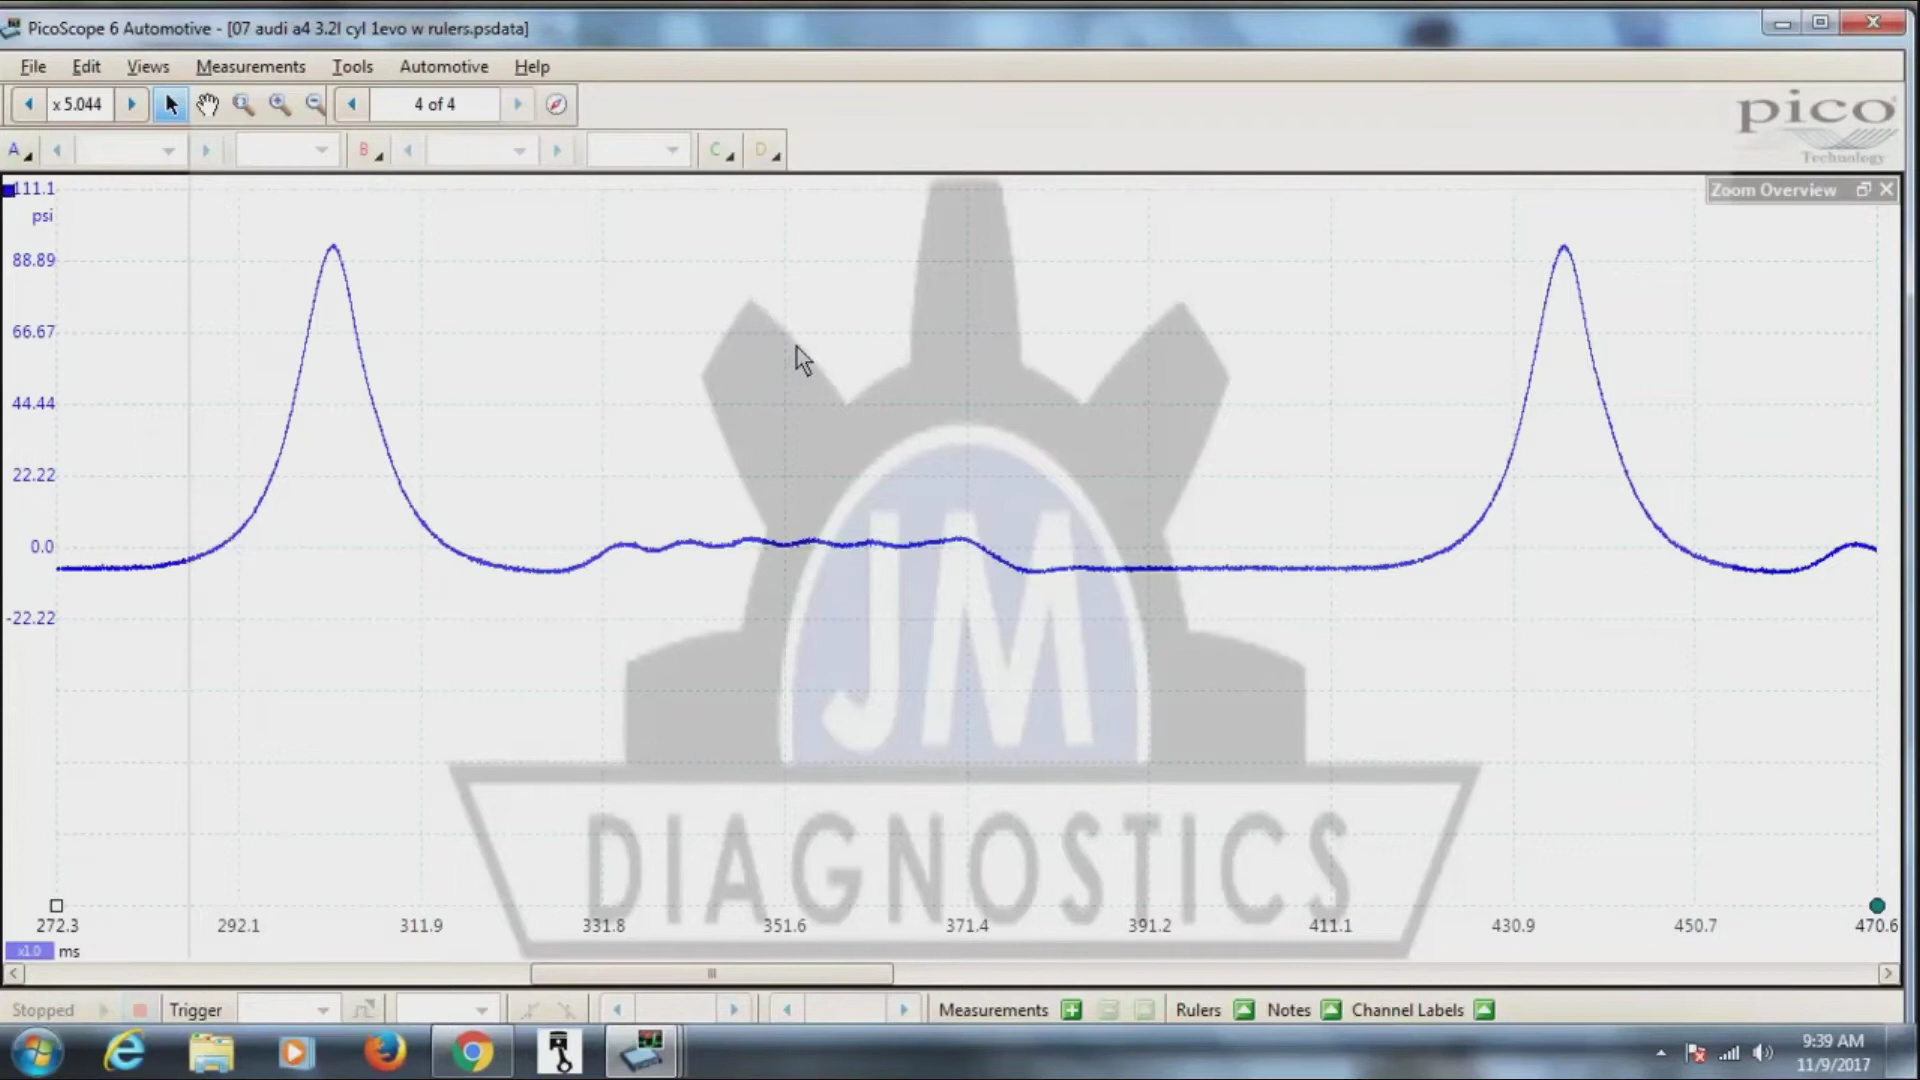 PicoScope 6 Automotive - [07 audi a4 3.2l cyl 1evo w rulers.psdata]
File Edit Views Measurements Tools Automotive Help
x 5.044 4 of 4
pico
Technology
A B C D
111.1
psi
Zoom Overview
88.89
66.67
44.44
22.22
0.0
-22.22
JM
DIAGNOSTICS
272.3 292.1 311.9 331.8 351.6 371.4 391.2 411.1 430.9 450.7 470.6
x1.0 ms
Stopped Trigger Measurements Rulers Notes Channel Labels
9:39 AM
11/9/2017